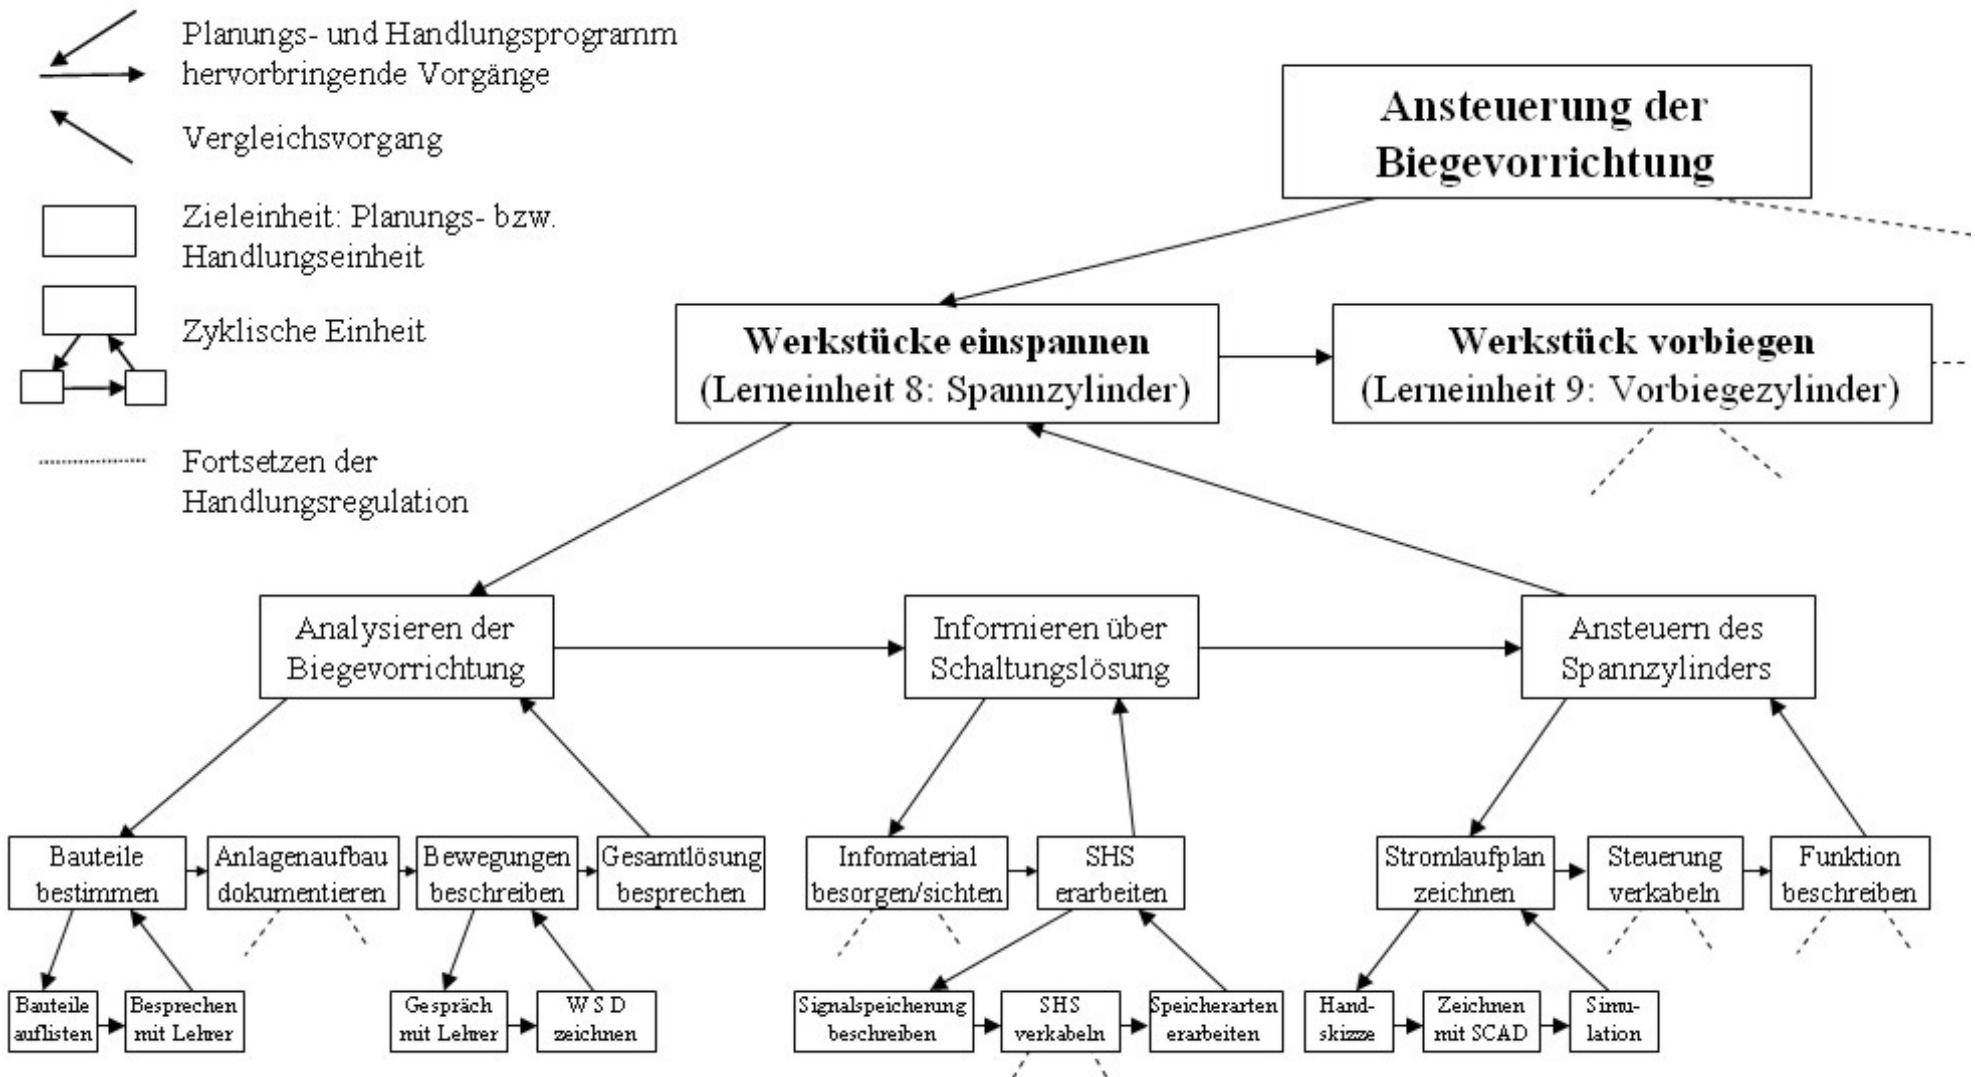 Planungs- und Handlungsprogramm
hervorbringende Vorgänge
Vergleichsvorgang
Zieleinheit: Planungs- bzw.
Handlungseinheit
Zyklische Einheit
Fortsetzen der
Handlungsregulation
Ansteuerung der
Biegevorrichtung
Werkstücke einspannen
(Lerneinheit 8: Spannzylinder)
Werkstück vorbiegen
(Lerneinheit 9: Vorbiegezylinder)
Analysieren der
Biegevorrichtung
Informieren über
Schaltungslösung
Ansteuern des
Spannzylinders
Bauteile
bestimmen
Anlagenaufbau
dokumentieren
Bewegungen
beschreiben
Gesamtlösung
besprechen
Infomaterial
besorgen/sichten
SHS
erarbeiten
Stromlaufplan
zeichnen
Steuerung
verkabeln
Funktion
beschreiben
Bauteile
auflisten
Besprechen
mit Lehrer
Gespräch
mit Lehrer
W S D
zeichnen
Signalspeicherung
beschreiben
SHS
verkabeln
Speicherarten
erarbeiten
Hand-
skizze
Zeichnen
mit SCAD
Simu-
lation